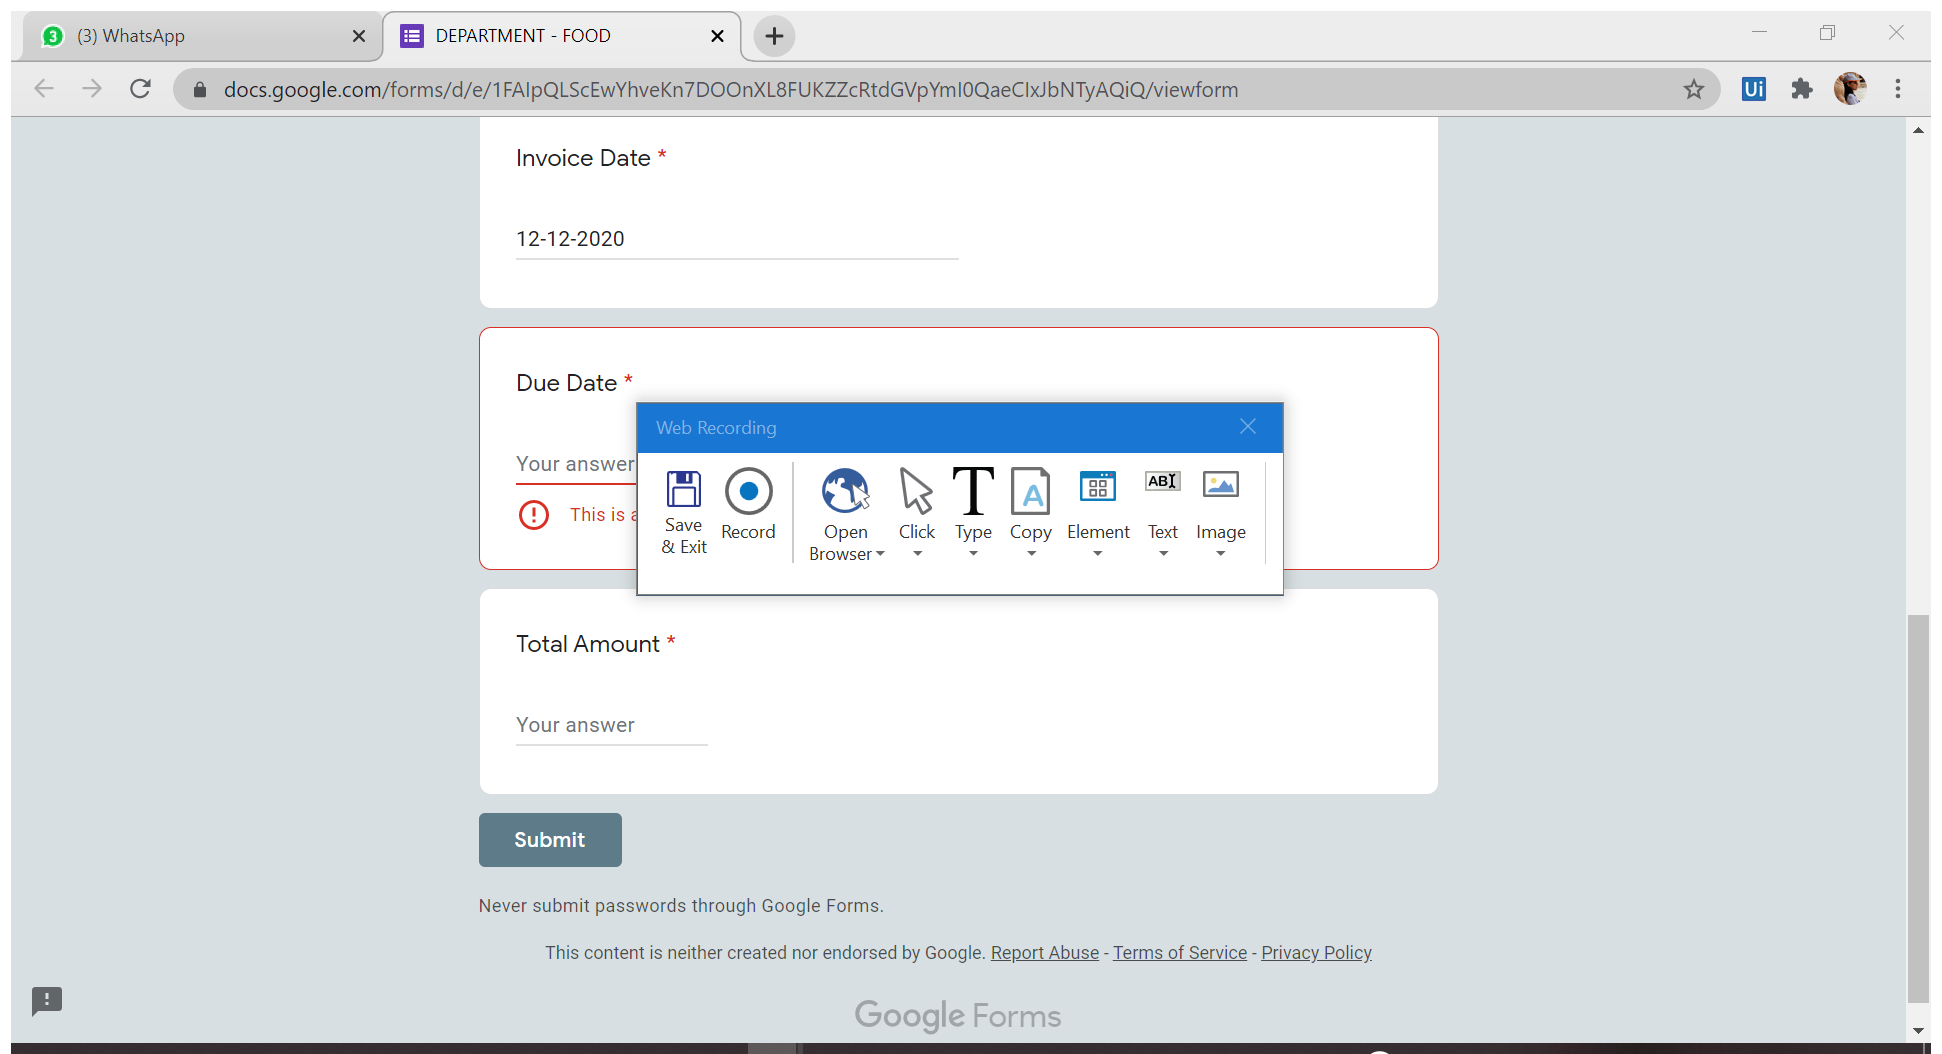 3 (3) WhatsApp
DEPARTMENT - FOOD
docs.google.com/forms/d/e/1FAIpQLScEwYhveKn7DOOnXL8FUKZZcRtdGVpYmI0QaeCIxJbNTyAQiQ/viewform
Ui
Invoice Date *
12-12-2020
Due Date *
Your answer
This is a
Web Recording
Save & Exit
Record
Open Browser
Click
T
Type
A
Copy
Element
ABI
Text
Image
Total Amount *
Your answer
Submit
Never submit passwords through Google Forms.
This content is neither created nor endorsed by Google. Report Abuse - Terms of Service - Privacy Policy
Google Forms